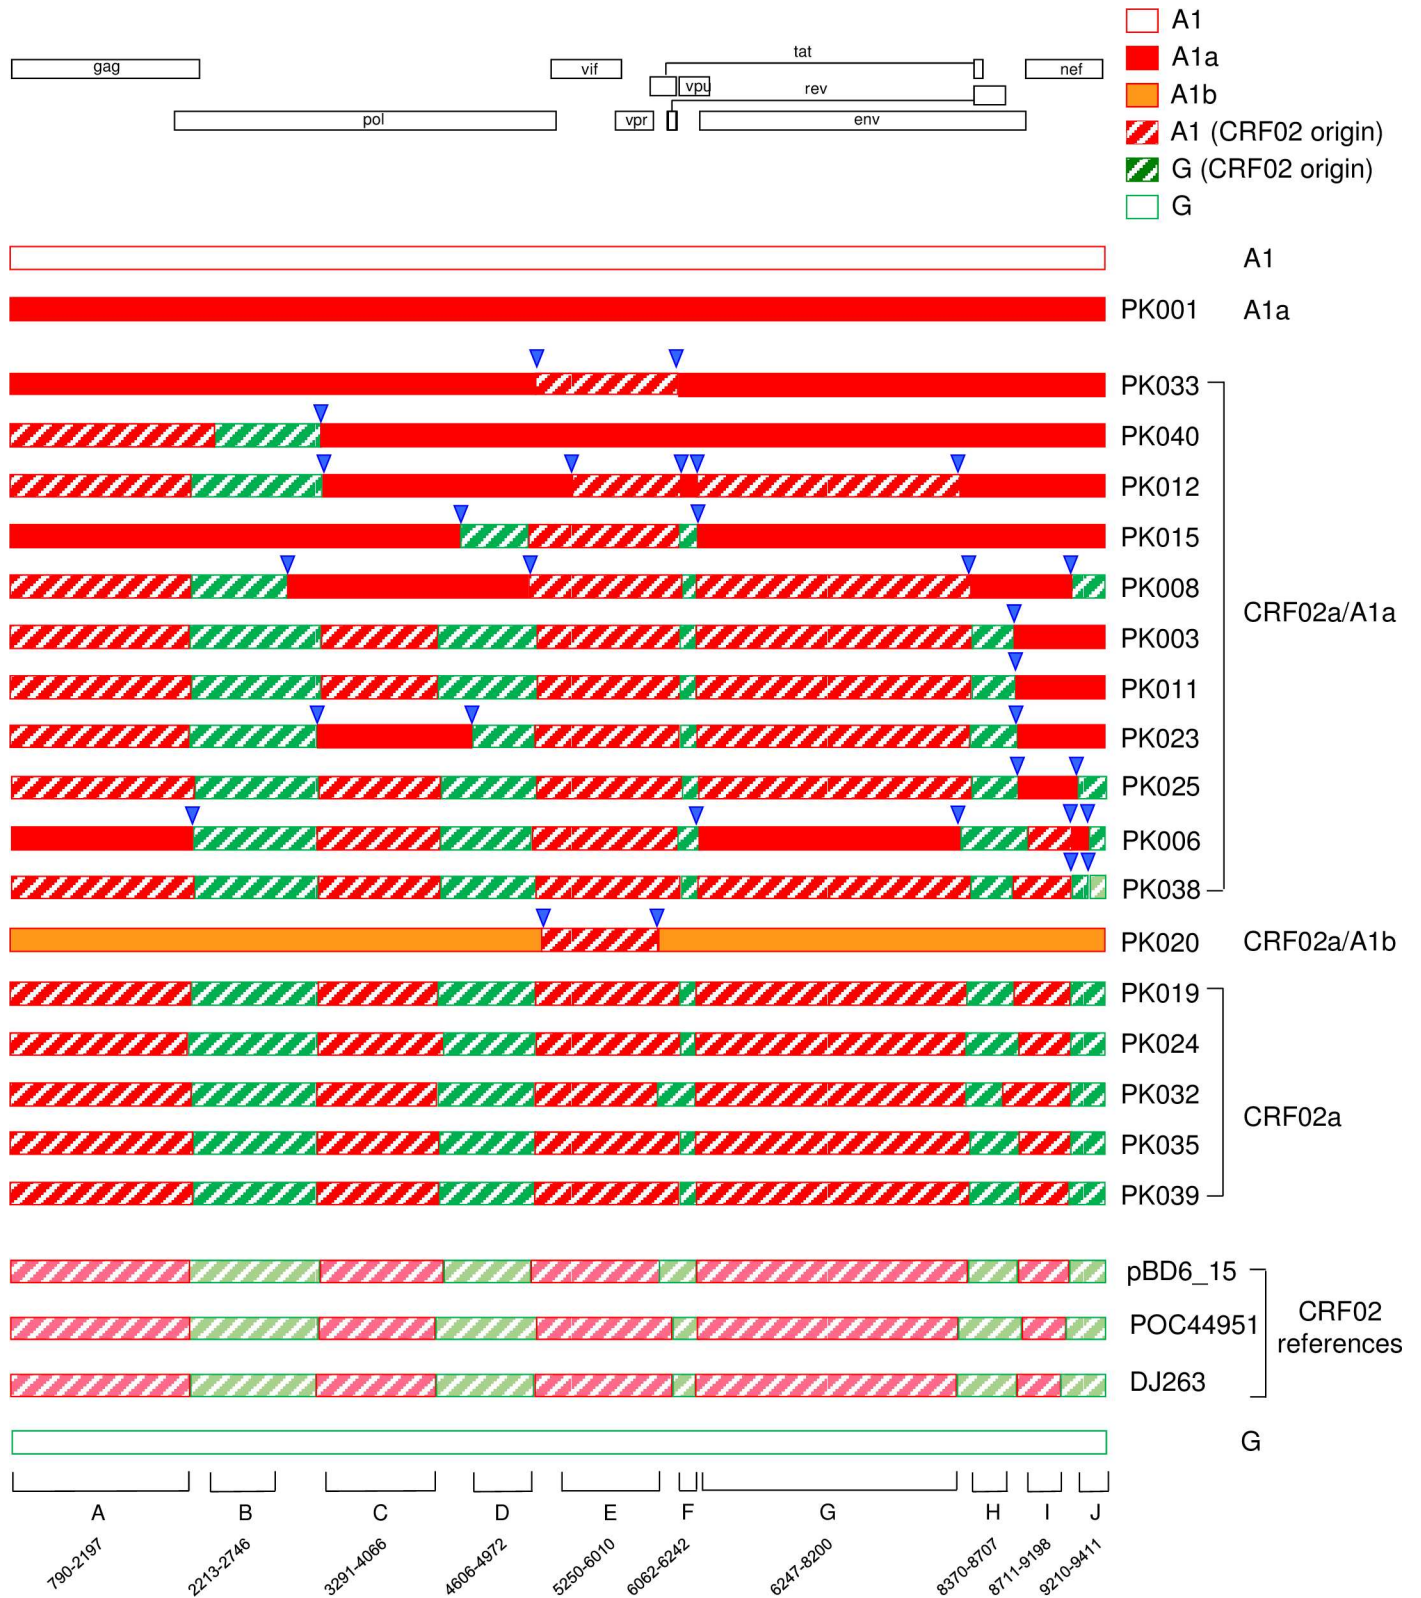 A1
A1a
A1b
A1 (CRF02 origin)
G (CRF02 origin)
G
gag
vif
tat
nef
vpu
rev
pol
vpr
env
A1
PK001 A1a
PK033
PK040
PK012
PK015
PK008
CRF02a/A1a
PK003
PK011
PK023
PK025
PK006
PK038
PK020 CRF02a/A1b
PK019
PK024
PK032
CRF02a
PK035
PK039
pBD6_15
POC44951
CRF02
references
DJ263
G
A B C D E F G H I J
790-2197
2213-2746
3291-4066
4606-4972
5250-6010
6062-6242
6247-8200
8370-8707
8711-9198
9210-9411